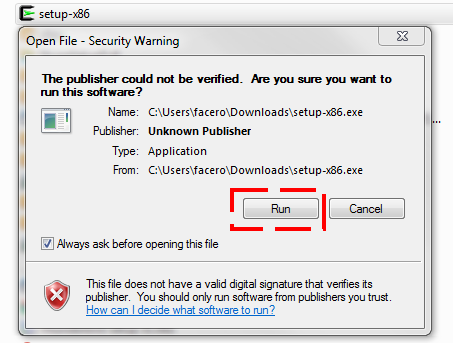 setup-x86
Open File - Security Warning
The publisher could not be verified.  Are you sure you want to
run this software?
Name: C:\Users\facero\Downloads\setup-x86.exe
Publisher: Unknown Publisher
Type: Application
From: C:\Users\facero\Downloads\setup-x86.exe
Run
Cancel
Always ask before opening this file
This file does not have a valid digital signature that verifies its
publisher.  You should only run software from publishers you trust.
How can I decide what software to run?
...